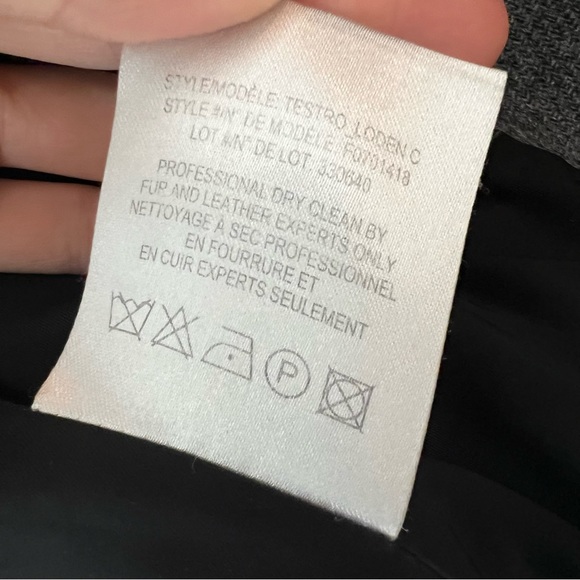 STYLE/MODÈLE: TESTRO_LODEN C
STYLE #/N° DE MODÈLE: F0701418
LOT #/N° DE LOT. 330640
PROFESSIONAL DRY CLEAN BY
FUR AND LEATHER EXPERTS ONLY
NETTOYAGE À SEC PROFESSIONNEL
EN FOURRURE ET
EN CUIR EXPERTS SEULEMENT
P